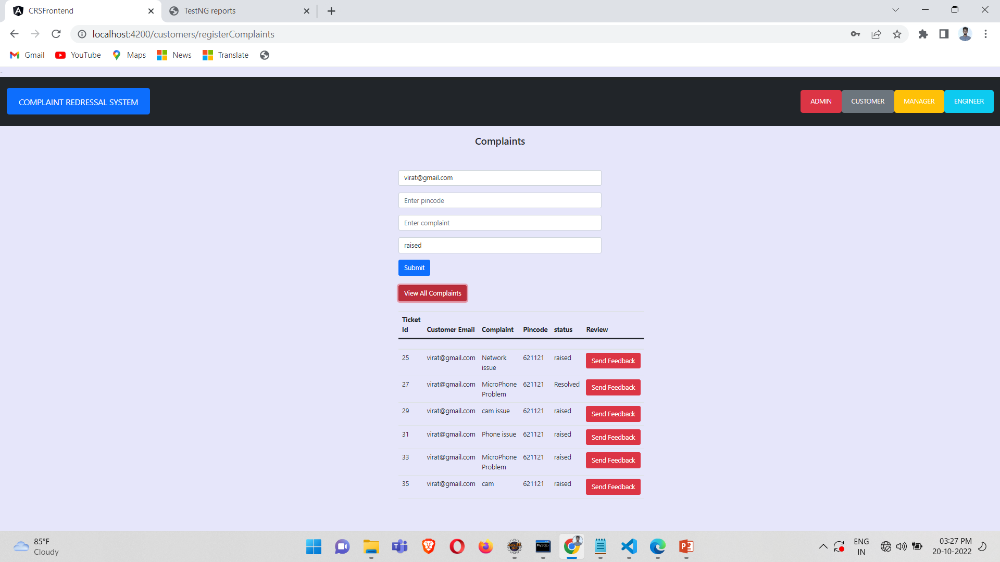 CRSFrontend
TestNG reports
localhost:4200/customers/registerComplaints
Gmail
YouTube
Maps
News
Translate
-
COMPLAINT REDRESSAL SYSTEM
ADMIN
CUSTOMER
MANAGER
ENGINEER
Complaints
virat@gmail.com
Enter pincode
Enter complaint
raised
Submit
View All Complaints
Ticket
Id Customer Email Complaint Pincode status Review
25 virat@gmail.com Network 621121 raised Send Feedback
issue
27 virat@gmail.com MicroPhone 621121 Resolved Send Feedback
Problem
29 virat@gmail.com cam issue 621121 raised Send Feedback
31 virat@gmail.com Phone issue 621121 raised Send Feedback
33 virat@gmail.com MicroPhone 621121 raised Send Feedback
Problem
35 virat@gmail.com cam 621121 raised Send Feedback
85°F
Cloudy
ENG
IN
03:27 PM
20-10-2022